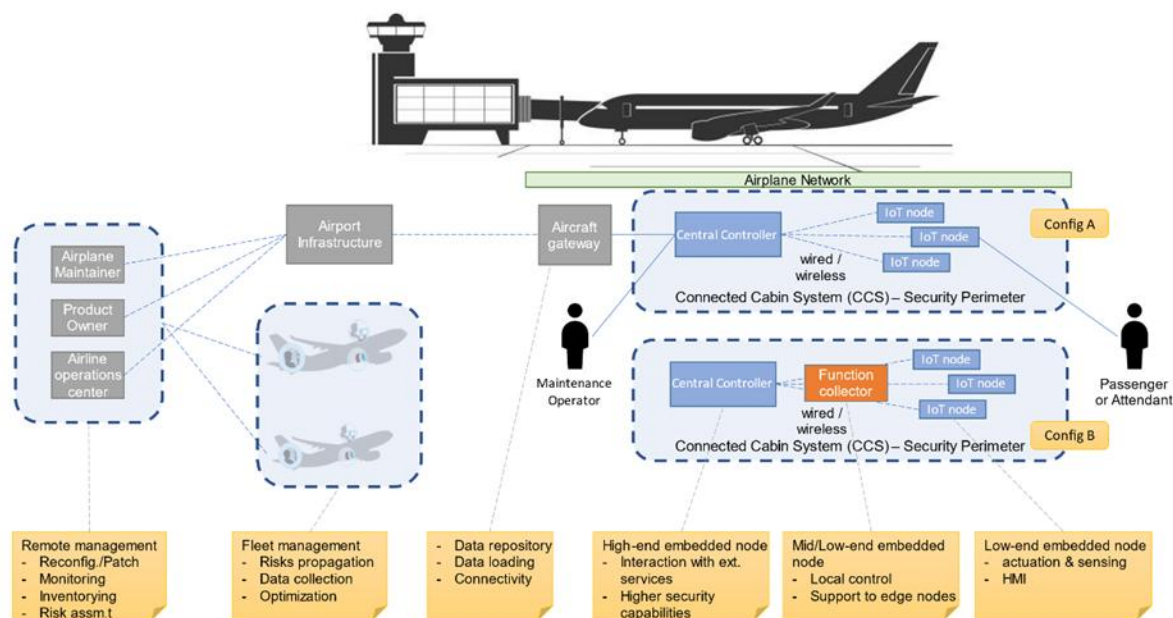 Airplane Network
Airplane
Maintainer
Product
Owner
Airline
operations
center
Airport
Infrastructure
Aircraft
gateway
Central Controller
IoT node
IoT node
IoT node
wired /
wireless
Connected Cabin System (CCS) – Security Perimeter
Config A
Maintenance
Operator
Passenger
or Attendant
Central Controller
Function
collector
IoT node
IoT node
IoT node
wired /
wireless
Connected Cabin System (CCS) – Security Perimeter
Config B
Remote management
- Reconfig./Patch
- Monitoring
- Inventorying
- Risk assm.t
Fleet management
- Risks propagation
- Data collection
- Optimization
- Data repository
- Data loading
- Connectivity
High-end embedded node
- Interaction with ext.
services
- Higher security
capabilities
Mid/Low-end embedded
node
- Local control
- Support to edge nodes
Low-end embedded node
- actuation & sensing
- HMI